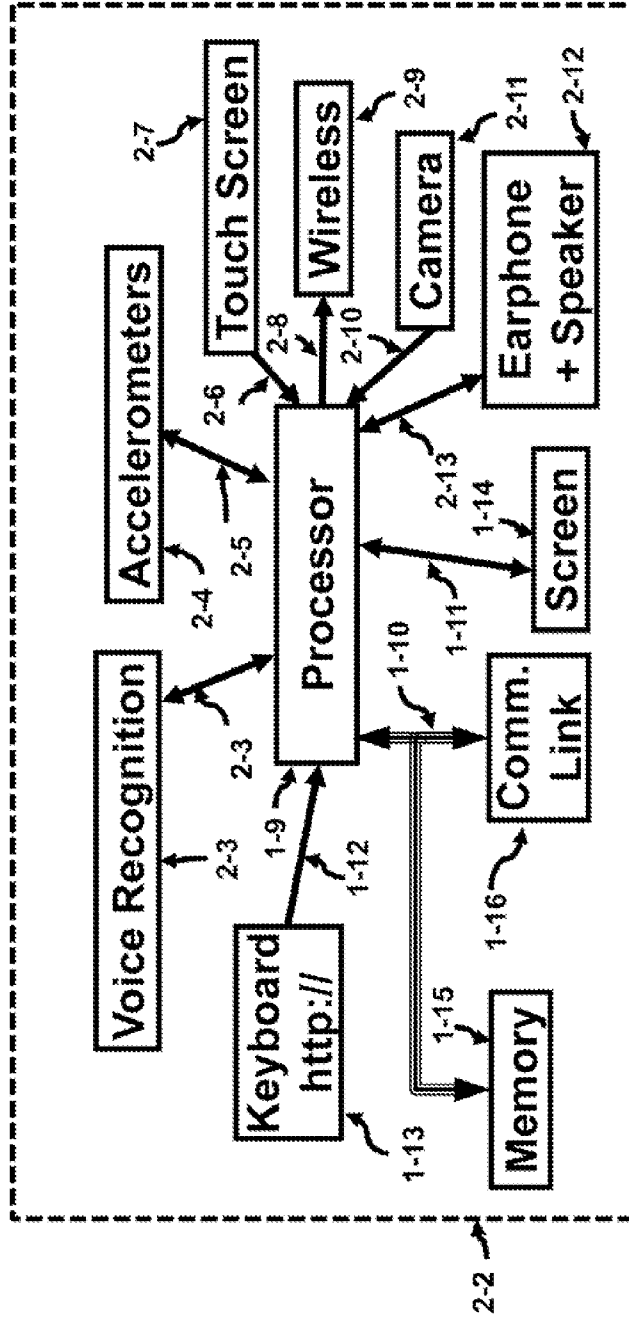 2-7
Touch Screen
Accelerometers
2-6
2-5
2-4
Voice Recognition
2-3
2-3
2-8
Wireless
2-9
2-10
Camera
2-11
Processor
1-9
1-12
Keyboard
http://
1-13
2-13
Earphone
+ Speaker
2-12
1-14
1-11
Screen
1-10
Comm.
Link
1-16
1-15
Memory
2-2